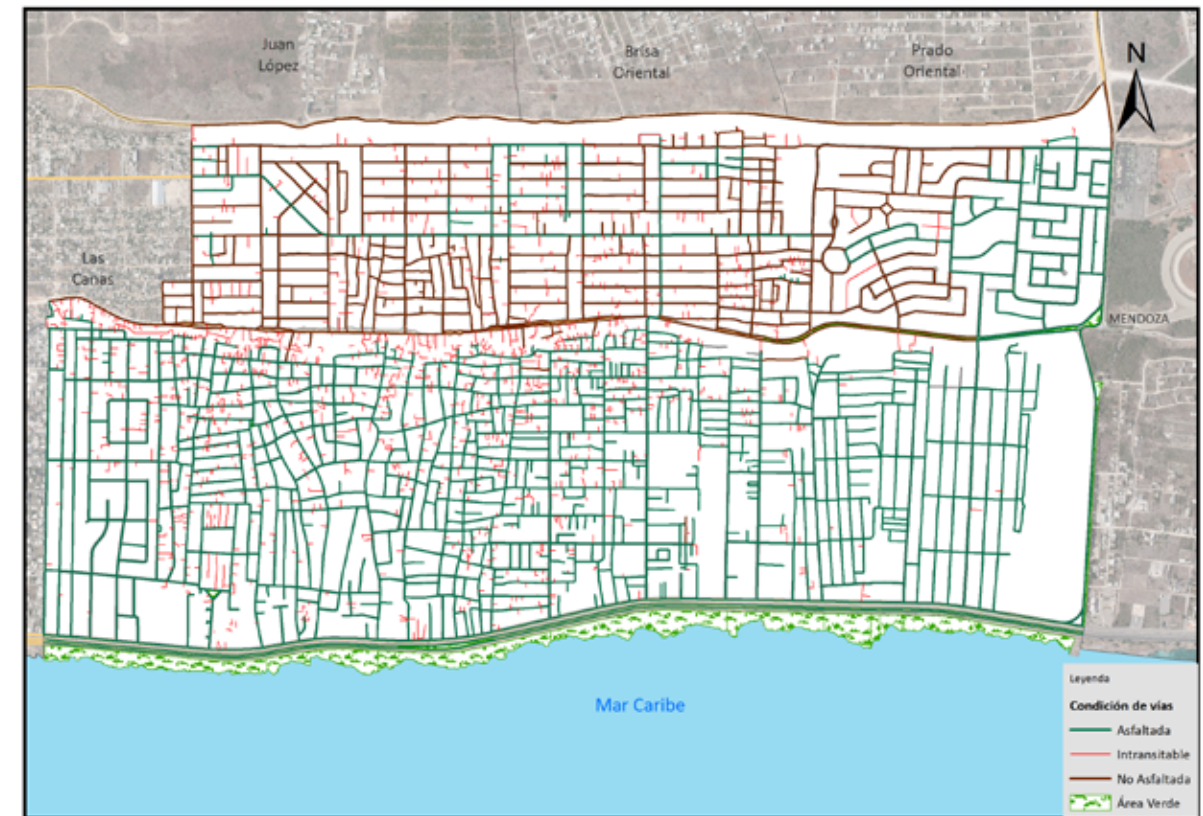 Juan
López
Brisa
Oriental
Prado
Oriental
N
Las
Canas
MENDOZA
Mar Caribe
Leyenda
Condición de vias
Asfaltada
Intransitable
No Asfaltada
Área Verde